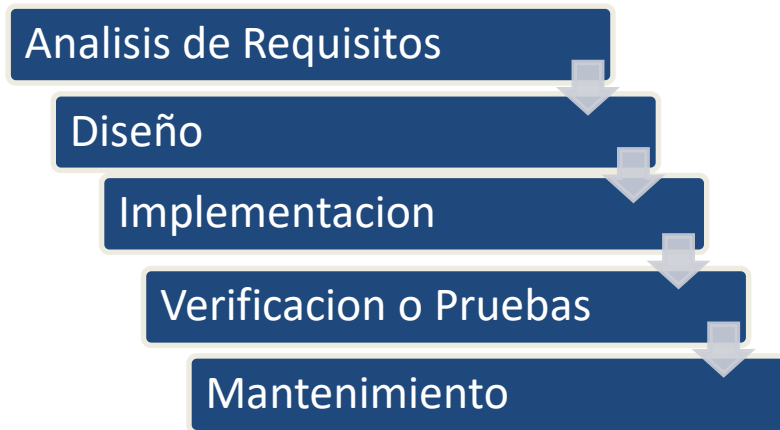 Analisis de Requisitos
Diseño
Implementacion
Verificacion o Pruebas
Mantenimiento